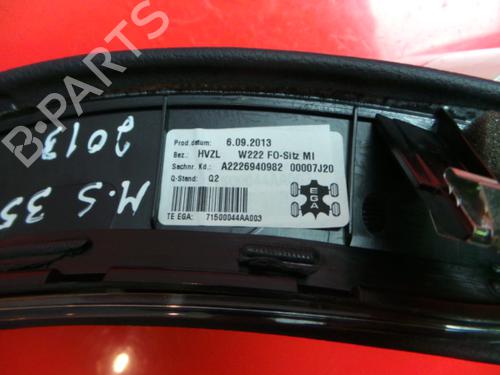 Prod.datum: 6.09.2013
Bez.: HVZL W222 FO-Sitz MI
Sachnr. Kd.: A2226940982 00007J20
Q-Stand: Q2
EGA
TE EGA: 71500044AA003
2013
M.S 35
B-PARTS